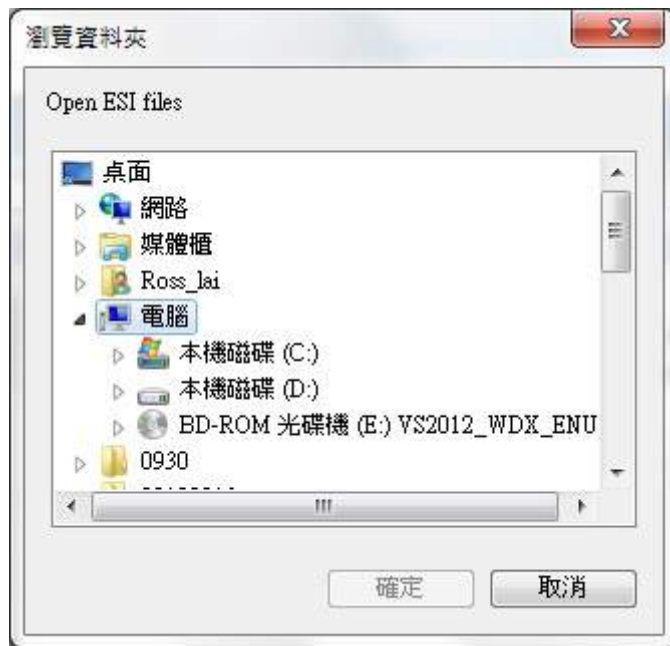 瀏覽資料夾
Open ESI files
桌面
網路
媒體櫃
Ross_lai
電腦
本機磁碟 (C:)
本機磁碟 (D:)
BD-ROM 光碟機 (E:) VS2012_WDX_ENU
0930
確定 取消